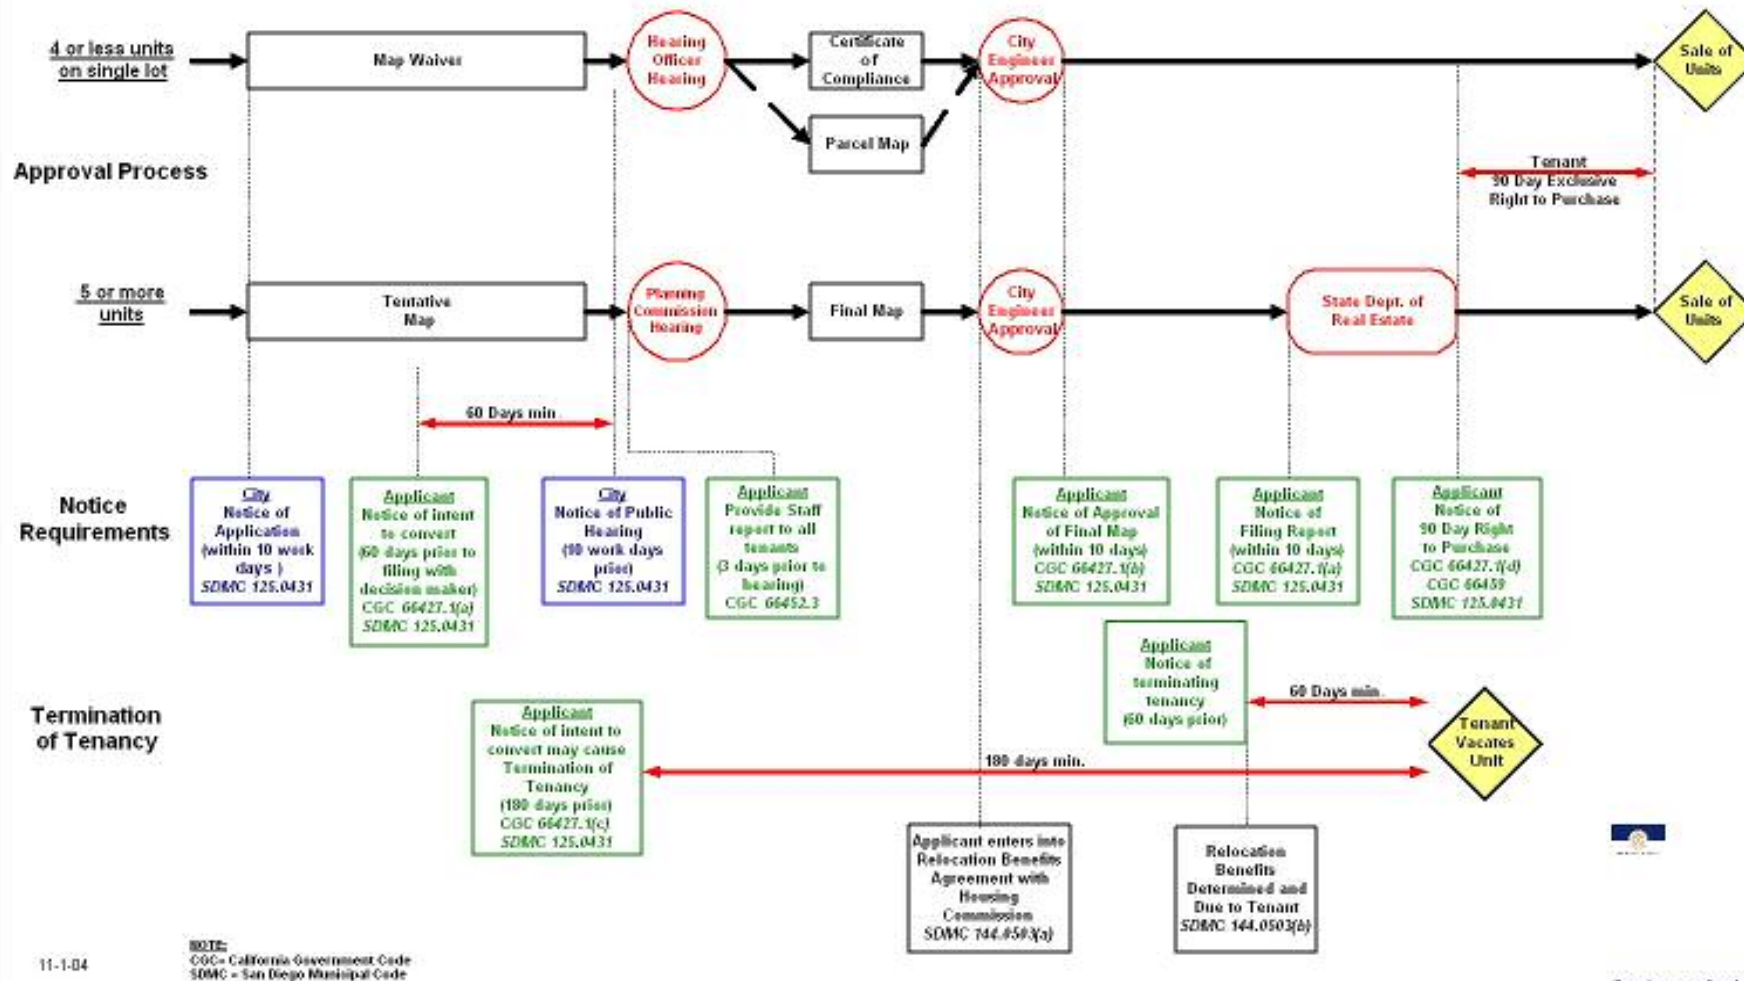 4 or less units
on single lot
Map Waiver
Hearing
Officer
Hearing
Certificate
of
Compliance
Parcel Map
City
Engineer
Approval
Sale of
Units
Approval Process
Tenant
90 Day Exclusive
Right to Purchase
5 or more
units
Tentative
Map
Planning
Commission
Hearing
Final Map
City
Engineer
Approval
State Dept. of
Real Estate
Sale of
Units
60 Days min.
Notice
Requirements
City
Notice of
Application
(within 10 work
days )
SDMC 125.0431
Applicant
Notice of intent
to convert
(60 days prior to
filing with
decision maker)
CGC 66427.1(a)
SDMC 125.0431
City
Notice of Public
Hearing
(10 work days
prior)
SDMC 125.0431
Applicant
Provide Staff
report to all
tenants
(3 days prior to
hearing)
CGC 66452.3
Applicant
Notice of Approval
of Final Map
(within 10 days)
CGC 66427.1(b)
SDMC 125.0431
Applicant
Notice of
Filing Report
(within 10 days)
CGC 66427.1(a)
SDMC 125.0431
Applicant
Notice of
90 Day Right
to Purchase
CGC 66427.1(d)
CGC 66459
SDMC 125.0431
Termination
of Tenancy
Applicant
Notice of intent to
convert may cause
Termination of
Tenancy
(180 days prior)
CGC 66427.1(c)
SDMC 125.0431
Applicant
Notice of
terminating
tenancy
(60 days prior)
60 Days min.
180 days min.
Tenant
Vacates
Unit
Applicant enters into
Relocation Benefits
Agreement with
Housing
Commission
SDMC 144.0503(a)
Relocation
Benefits
Determined and
Due to Tenant
SDMC 144.0503(b)
11-1-04
NOTE:
CGC= California Government Code
SDMC = San Diego Municipal Code